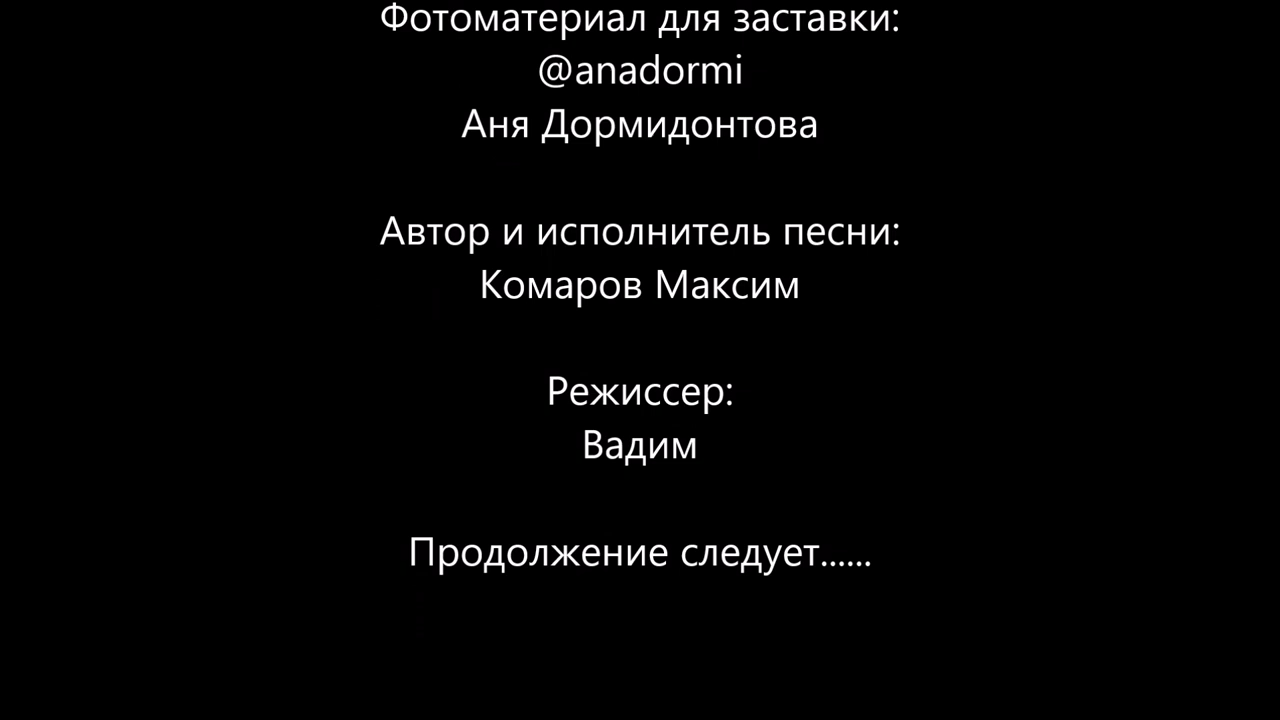 Фотоматериал для заставки:
@anadormi
Аня Дормидонтова
Автор и исполнитель песни:
Комаров Максим
Режиссер:
Вадим
Продолжение следует......